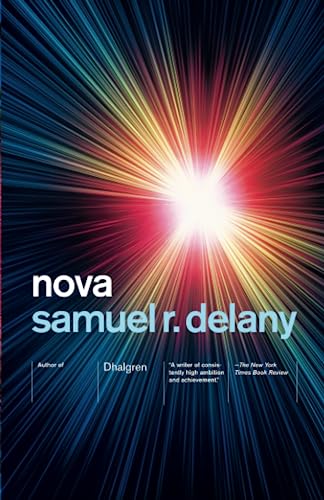 nova
samuel r. delany
Author of
Dhalgren
"A writer of consis-
tently high ambition
and achievement."
—The New York
Times Book Review